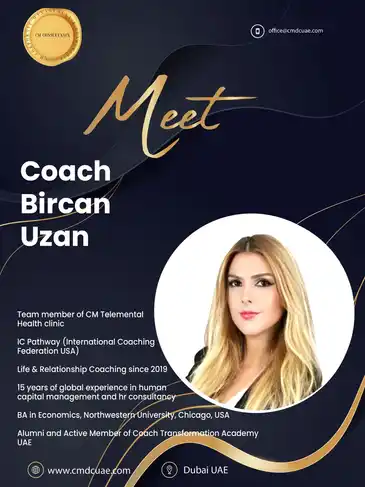 office@cmdcuae.com
Meet
Coach
Bircan
Uzan
Team member of CM Telemental
Health clinic
IC Pathway (International Coaching
Federation USA)
Life & Relationship Coaching since 2019
15 years of global experience in human
capital management and hr consultancy
BA in Economics, Northwestern University, Chicago, USA
Alumni and Active Member of Coach Transformation Academy
UAE
www.cmdcuae.com
Dubai UAE